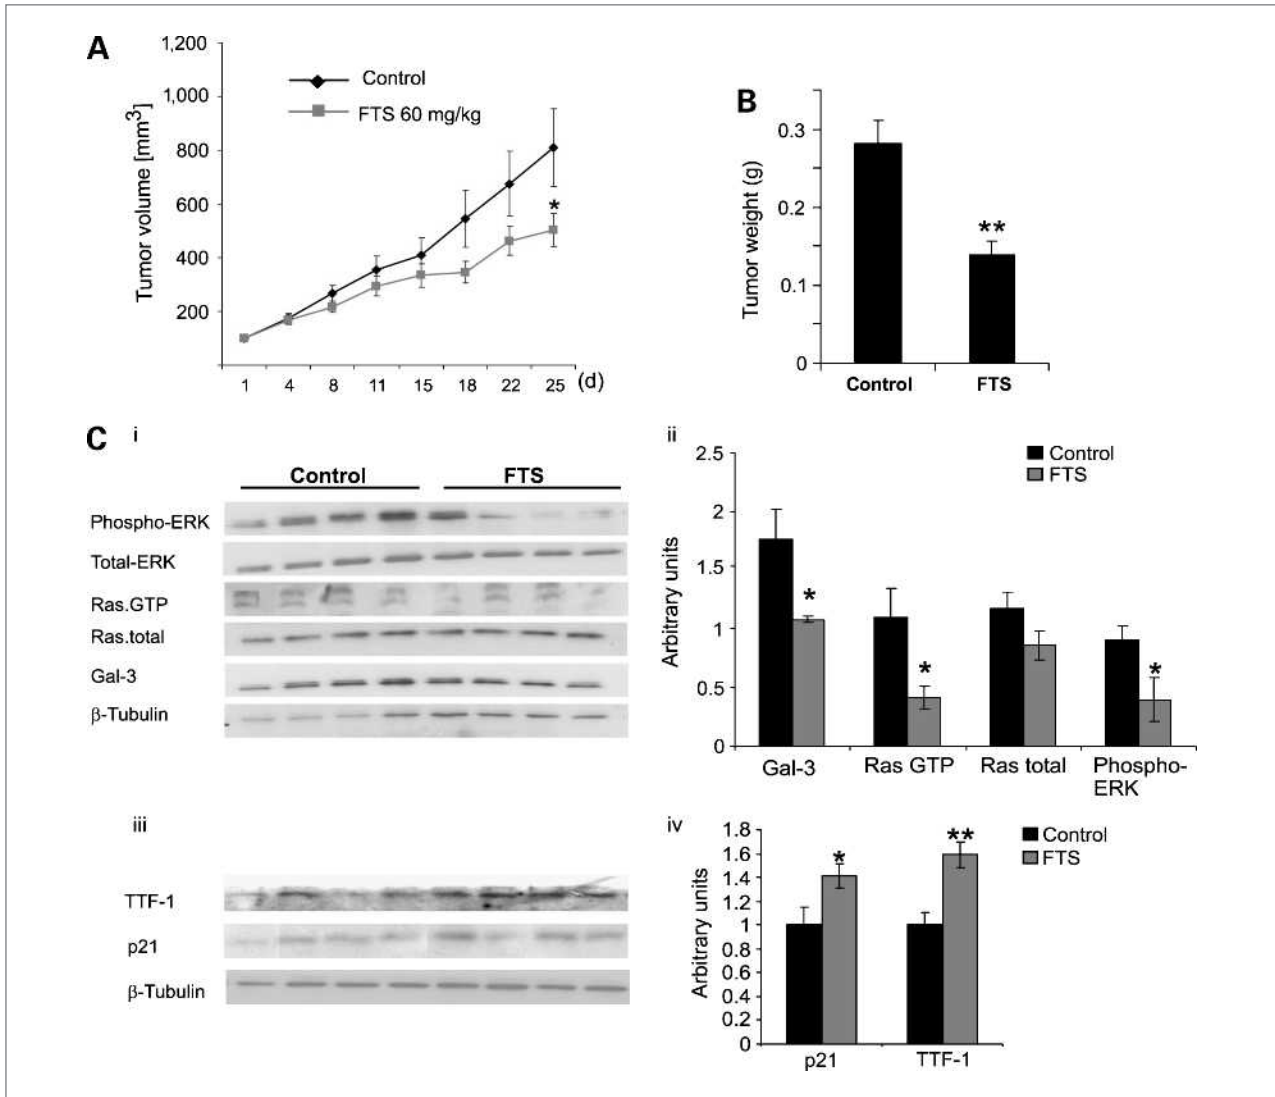 A
1,200
1,000
800
600
400
200
Tumor volume [mm3]
Control
FTS 60 mg/kg
*
1 4 8 11 15 18 22 25 (d)
B
0.3
0.2
0.1
0
Tumor weight (g)
**
Control FTS
C i
Control FTS
Phospho-ERK
Total-ERK
Ras.GTP
Ras.total
Gal-3
β-Tubulin
ii
Control
FTS
2.5
2
1.5
1
0.5
0
Arbitrary units
* * *
Gal-3 Ras GTP Ras total Phospho-
ERK
iii
TTF-1
p21
β-Tubulin
iv
Control
FTS
1.8
1.6
1.4
1.2
1
0.8
0.6
0.4
0.2
0
Arbitrary units
* **
p21 TTF-1